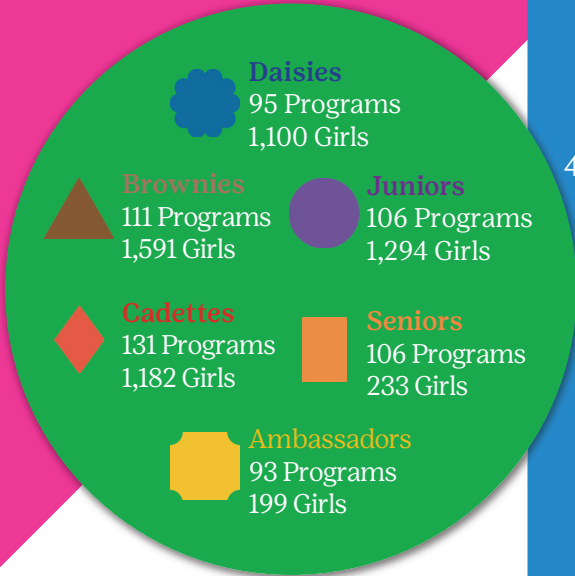 Daisies
95 Programs
1,100 Girls
Brownies
111 Programs
1,591 Girls
Juniors
106 Programs
1,294 Girls
Cadettes
131 Programs
1,182 Girls
Seniors
106 Programs
233 Girls
Ambassadors
93 Programs
199 Girls
4